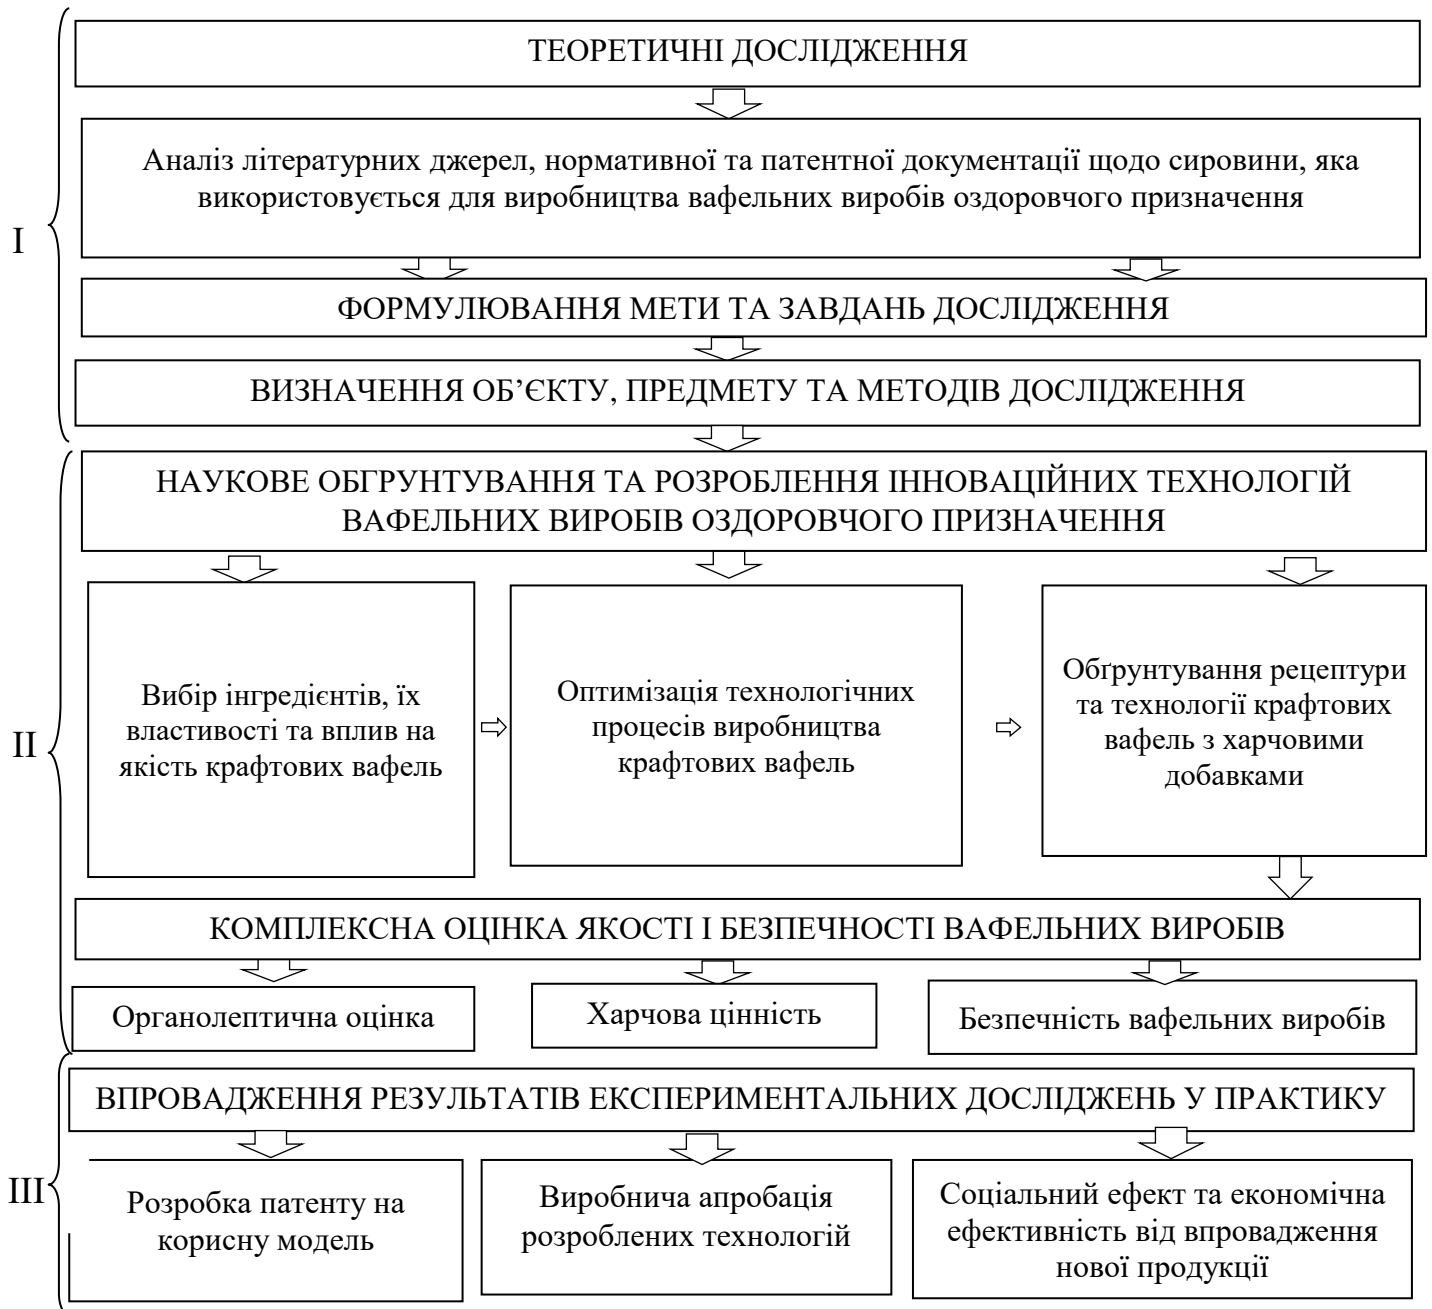 ТЕОРЕТИЧНІ ДОСЛІДЖЕННЯ
Аналіз літературних джерел, нормативної та патентної документації щодо сировини, яка
використовується для виробництва вафельних виробів оздоровчого призначення
I
ФОРМУЛЮВАННЯ МЕТИ ТА ЗАВДАНЬ ДОСЛІДЖЕННЯ
ВИЗНАЧЕННЯ ОБ’ЄКТУ, ПРЕДМЕТУ ТА МЕТОДІВ ДОСЛІДЖЕННЯ
НАУКОВЕ ОБГРУНТУВАННЯ ТА РОЗРОБЛЕННЯ ІННОВАЦІЙНИХ ТЕХНОЛОГІЙ
ВАФЕЛЬНИХ ВИРОБІВ ОЗДОРОВЧОГО ПРИЗНАЧЕННЯ
II
Вибір інгредієнтів, їх
властивості та вплив на
якість крафтових вафель
Оптимізація технологічних
процесів виробництва
крафтових вафель
Обґрунтування рецептури
та технології крафтових
вафель з харчовими
добавками
КОМПЛЕКСНА ОЦІНКА ЯКОСТІ І БЕЗПЕЧНОСТІ ВАФЕЛЬНИХ ВИРОБІВ
Органолептична оцінка
Харчова цінність
Безпечність вафельних виробів
ВПРОВАДЖЕННЯ РЕЗУЛЬТАТІВ ЕКСПЕРИМЕНТАЛЬНИХ ДОСЛІДЖЕНЬ У ПРАКТИКУ
III
Розробка патенту на
корисну модель
Виробнича апробація
розроблених технологій
Соціальний ефект та економічна
ефективність від впровадження
нової продукції